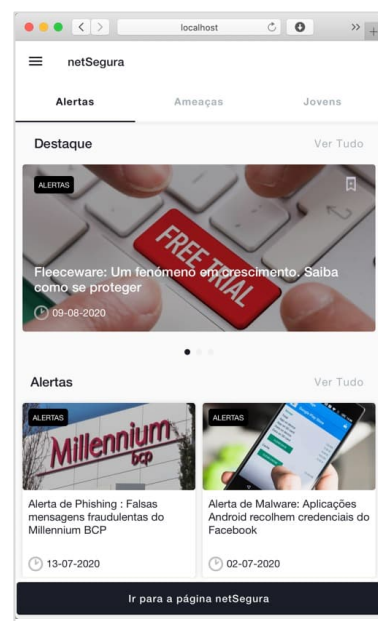 localhost
netSegura
Alertas
Ameaças
Jovens
Destaque
Ver Tudo
ALERTAS
FREE TRIAL
Fleeceware: Um fenómeno em crescimento. Saiba
como se proteger
09-08-2020
Alertas
Ver Tudo
ALERTAS
Millennium
bcp
Alerta de Phishing : Falsas
mensagens fraudulentas do
Millennium BCP
13-07-2020
ALERTAS
Alerta de Malware: Aplicações
Android recolhem credenciais do
Facebook
02-07-2020
Ir para a página netSegura